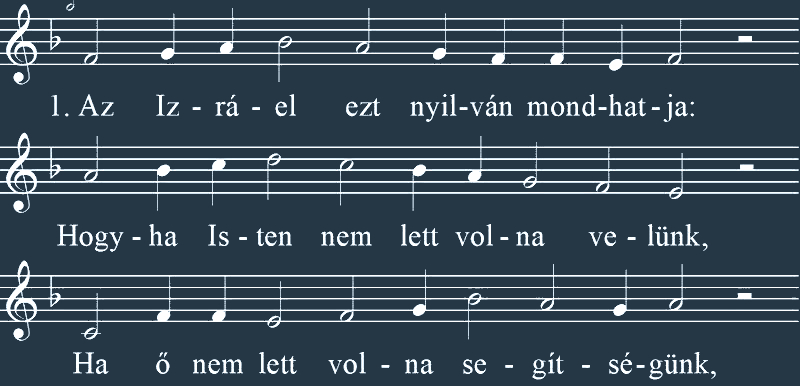 1. Az Iz - rá - el ezt nyil-ván mond-hat-ja:
Hogy - ha Is - ten nem lett vol - na ve - lünk,
Ha ő nem lett vol - na se - gít - sé-günk,